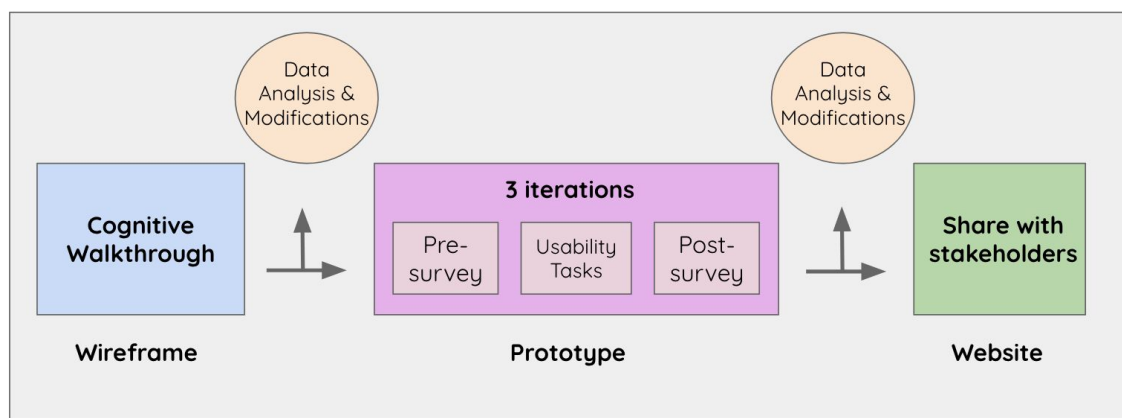 Data
Analysis &
Modifications
Data
Analysis &
Modifications
Cognitive
Walkthrough
3 iterations
Pre-
survey
Usability
Tasks
Post-
survey
Share with
stakeholders
Wireframe
Prototype
Website